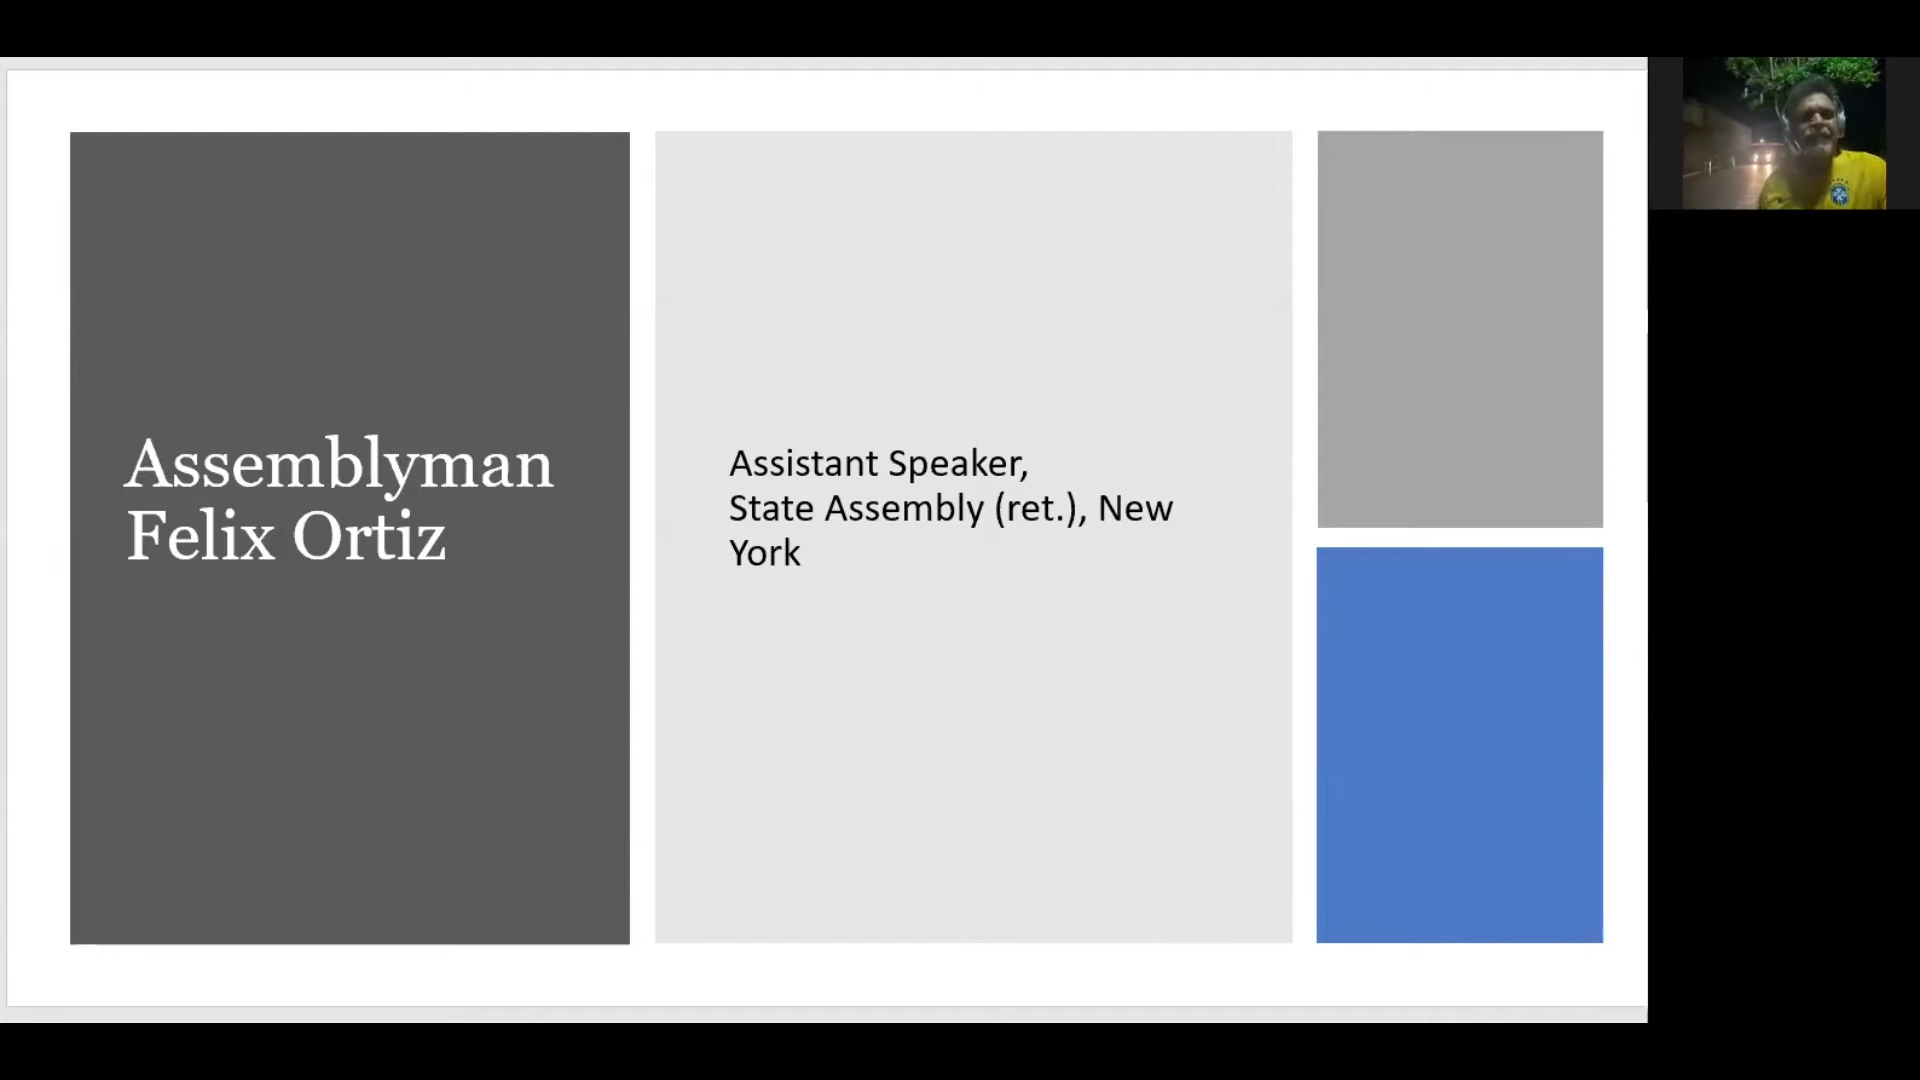 Assemblyman
Felix Ortiz
Assistant Speaker,
State Assembly (ret.), New
York